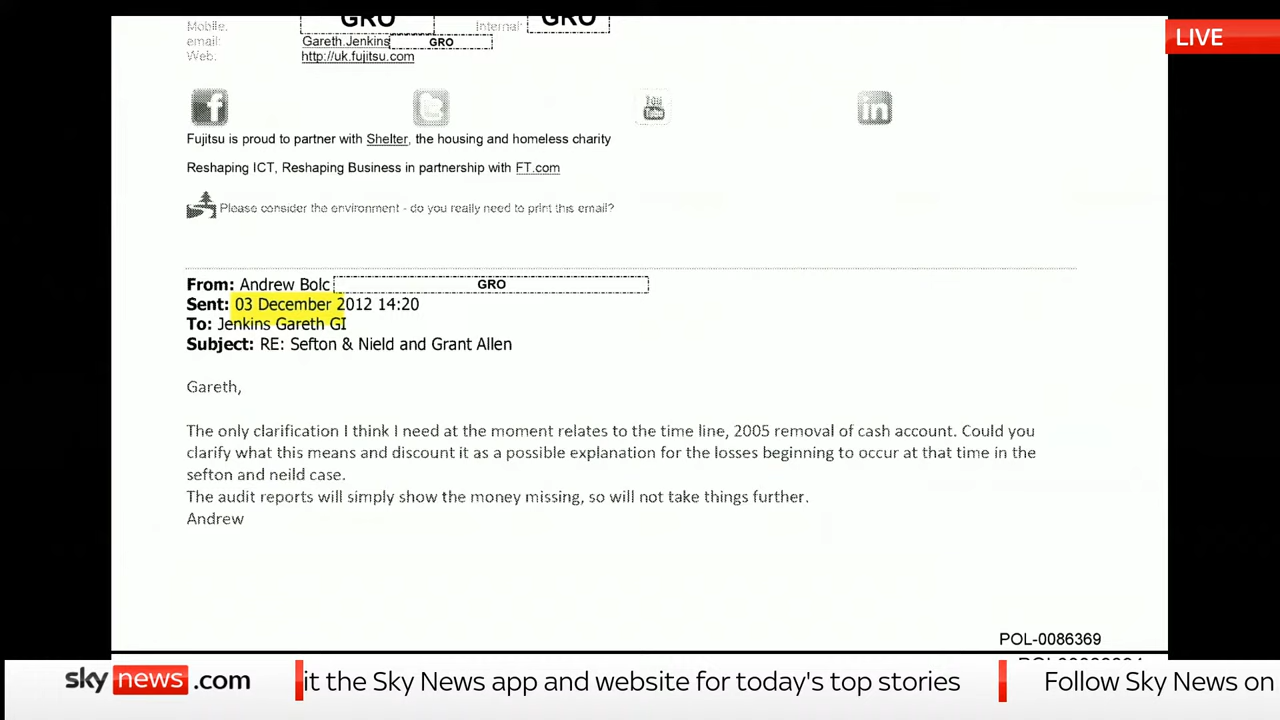 LIVE
Mobile: GRO Internal: GRO
email: Gareth.Jenkins GRO
Web: http://uk.fujitsu.com
f t You Tube in
Fujitsu is proud to partner with Shelter, the housing and homeless charity
Reshaping ICT, Reshaping Business in partnership with FT.com
Please consider the environment - do you really need to print this email?
From: Andrew Bolc GRO
Sent: 03 December 2012 14:20
To: Jenkins Gareth GI
Subject: RE: Sefton & Nield and Grant Allen
Gareth,
The only clarification I think I need at the moment relates to the time line, 2005 removal of cash account. Could you
clarify what this means and discount it as a possible explanation for the losses beginning to occur at that time in the
sefton and neild case.
The audit reports will simply show the money missing, so will not take things further.
Andrew
POL-0086369
sky news.com it the Sky News app and website for today's top stories Follow Sky News on